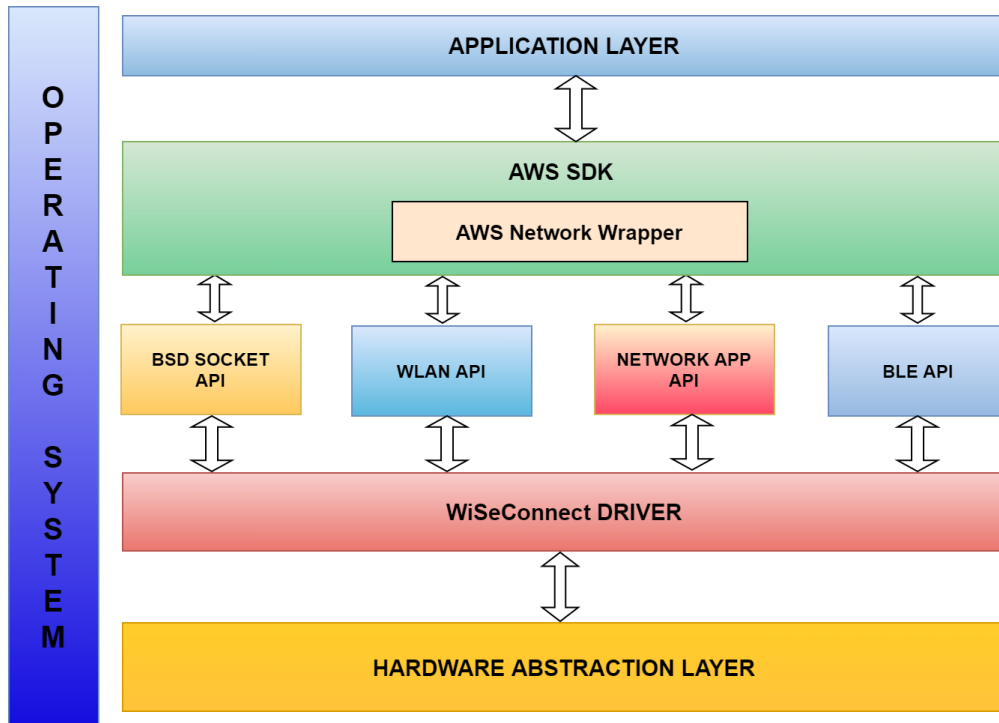 OPERATING SYSTEM
APPLICATION LAYER
AWS SDK
AWS Network Wrapper
BSD SOCKET
API
WLAN API
NETWORK APP
API
BLE API
WiSeConnect DRIVER
HARDWARE ABSTRACTION LAYER